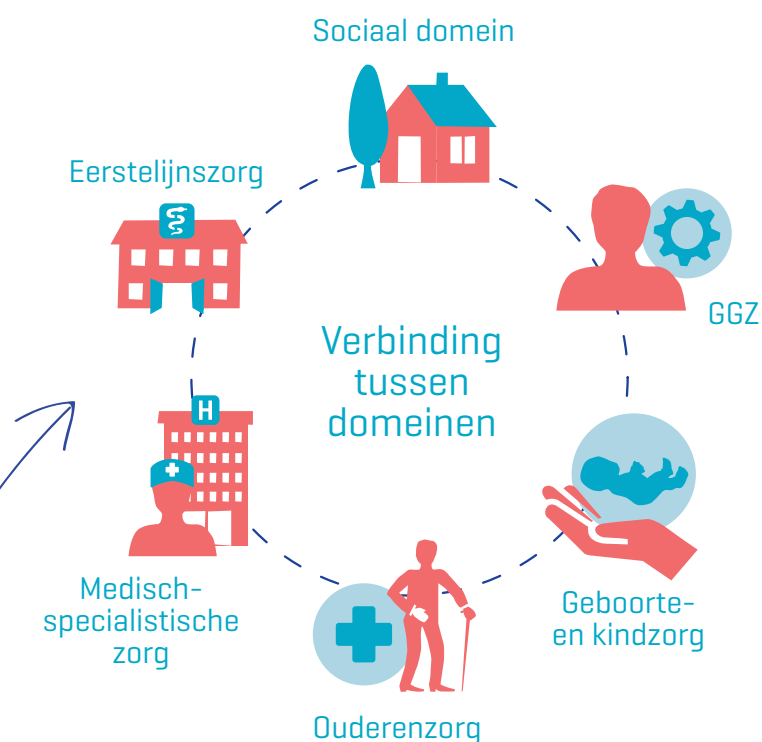 Sociaal domein
Eerstelijnszorg
GGZ
Verbinding
tussen
domeinen
H
Medisch-
specialistische
zorg
Geboorte-
en kindzorg
Ouderenzorg